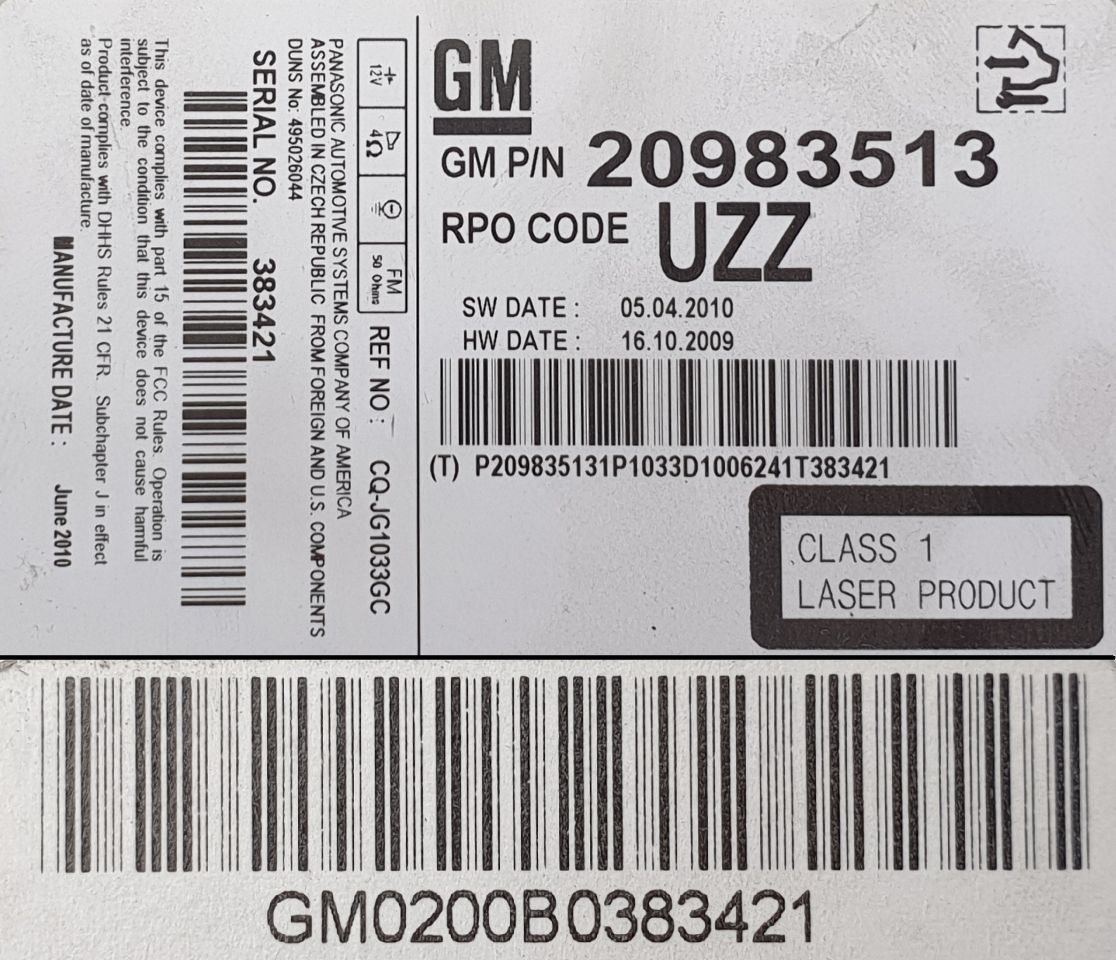 GM
GM P/N 20983513
RPO CODE UZZ
SW DATE : 05.04.2010
HW DATE : 16.10.2009
(T) P209835131P1033D1006241T383421
CLASS 1
LASER PRODUCT
12V
4Ω
FM
50 Ohms
REF NO : CQ-JG1033GC
PANASONIC AUTOMOTIVE SYSTEMS COMPANY OF AMERICA
ASSEMBLED IN CZECH REPUBLIC FROM FOREIGN AND U.S. COMPONENTS
DUNS No: 495026044
SERIAL NO. 383421
This device complies with part 15 of the FCC Rules. Operation is
subject to the condition that this device does not cause harmful
interference.
Product complies with DHHS Rules 21 CFR. Subchapter J in effect
as of date of manufacture.
MANUFACTURE DATE : June 2010
GM0200B0383421